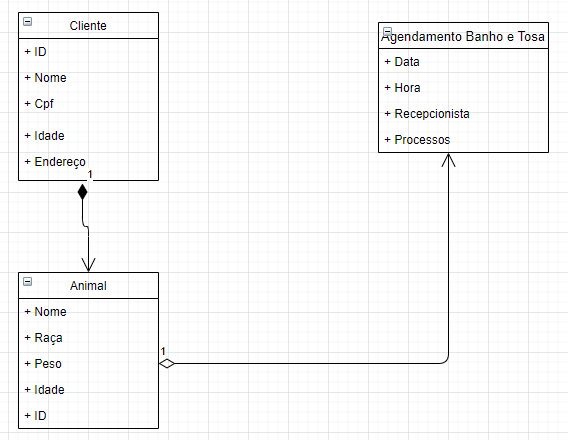 Cliente
+ ID
+ Nome
+ Cpf
+ Idade
+ Endereço
1
Agendamento Banho e Tosa
+ Data
+ Hora
+ Recepcionista
+ Processos
Animal
+ Nome
+ Raça
+ Peso
+ Idade
+ ID
1